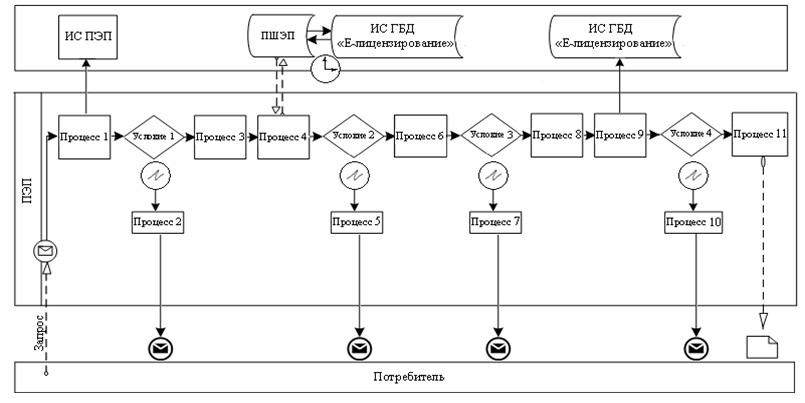 ИС ПЭП
ПШЭП
ИС ГБД
«Е-лицензирование»
ИС ГБД
«Е-лицензирование»
ПЭП
Процесс 1
Условие 1
Процесс 3
Процесс 4
Условие 2
Процесс 6
Условие 3
Процесс 8
Процесс 9
Условие 4
Процесс 11
Процесс 2
Процесс 5
Процесс 7
Процесс 10
Запрос
Потребитель